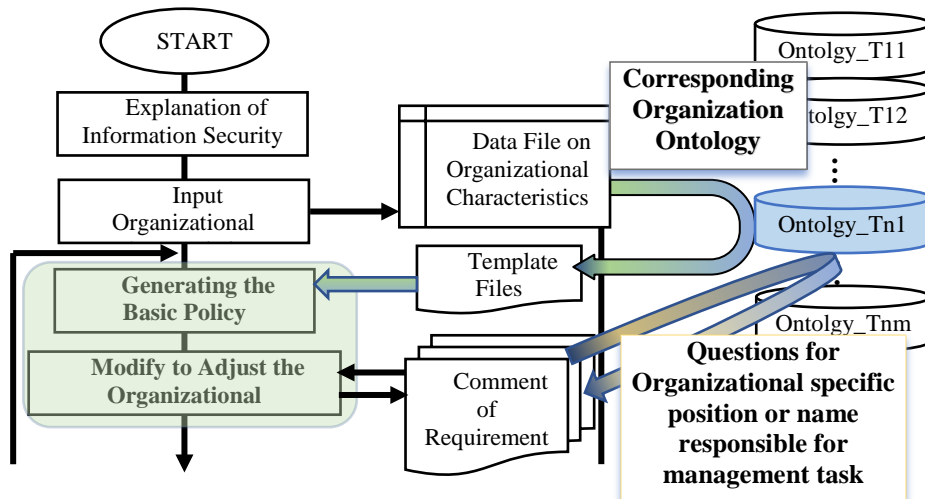 START
Explanation of
Information Security
Input
Organizational
Generating the
Basic Policy
Modify to Adjust the
Organizational
Data File on
Organizational
Characteristics
Template
Files
Comment
of
Requirement
Corresponding
Organization
Ontology
Ontolgy_T11
ntolgy_T12
Ontolgy_Tn1
Ontolgy_Tnm
Questions for
Organizational specific
position or name
responsible for
management task